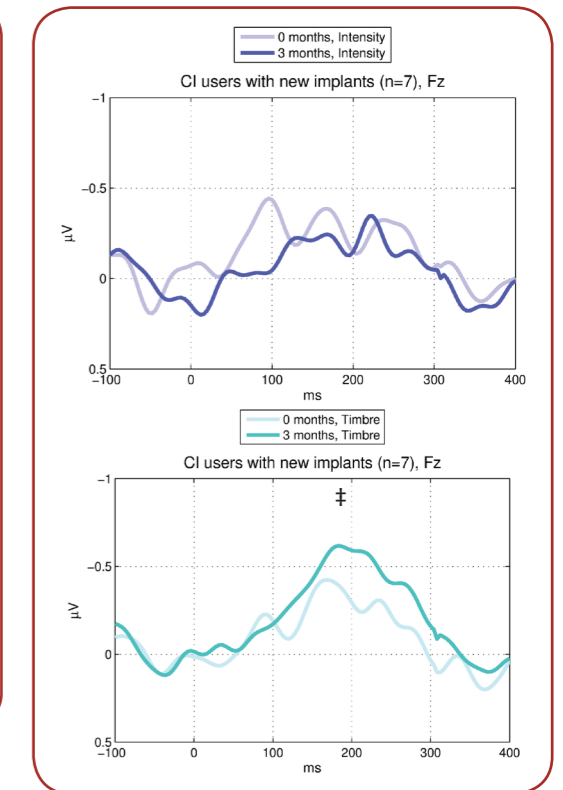 0 months, Intensity
3 months, Intensity
CI users with new implants (n=7), Fz
−1
−0.5
0
0.5
µV
−100 0 100 200 300 400
ms
0 months, Timbre
3 months, Timbre
CI users with new implants (n=7), Fz
‡
−1
−0.5
0
0.5
µV
−100 0 100 200 300 400
ms